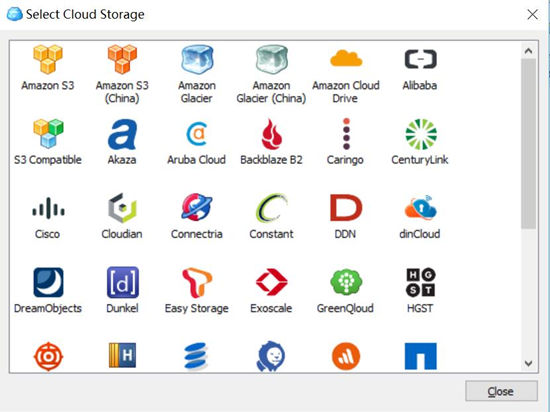 Select Cloud Storage
Amazon S3
Amazon S3
(China)
Amazon
Glacier
Amazon
Glacier (China)
Amazon Cloud
Drive
Alibaba
S3 Compatible
Akaza
Aruba Cloud
Backblaze B2
Caringo
CenturyLink
Cisco
Cloudian
Connectria
Constant
DDN
dinCloud
DreamObjects
Dunkel
Easy Storage
Exoscale
GreenQloud
HGST
Close